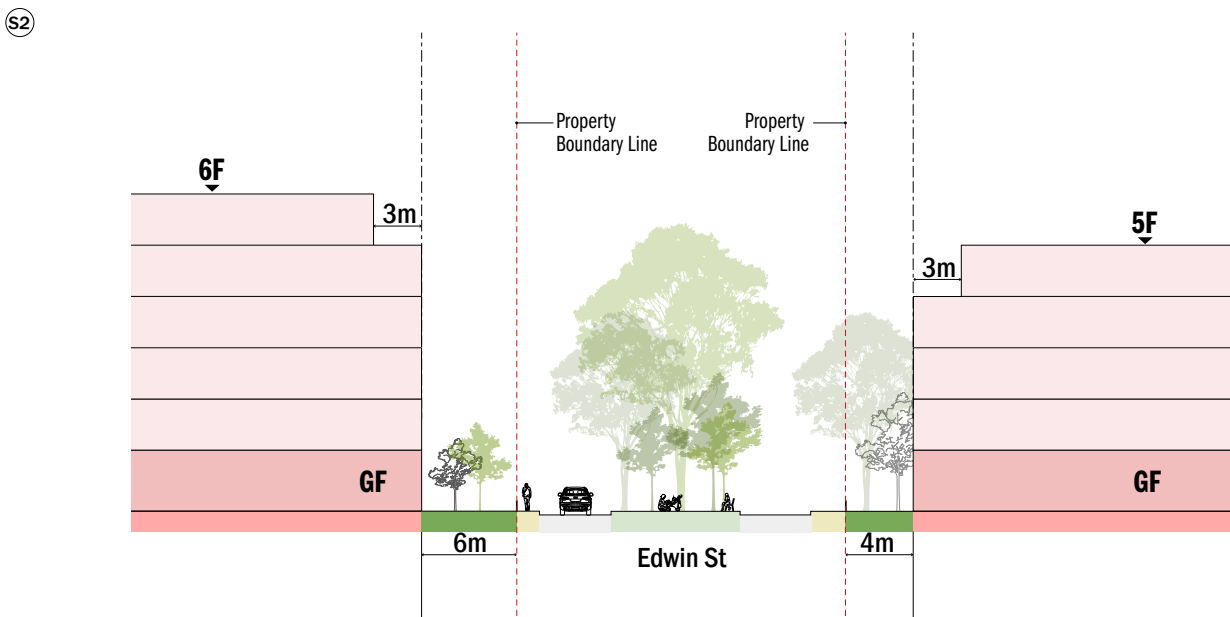 S2
Property
Boundary Line
Property
Boundary Line
6F
3m
5F
3m
GF
GF
6m
Edwin St
4m